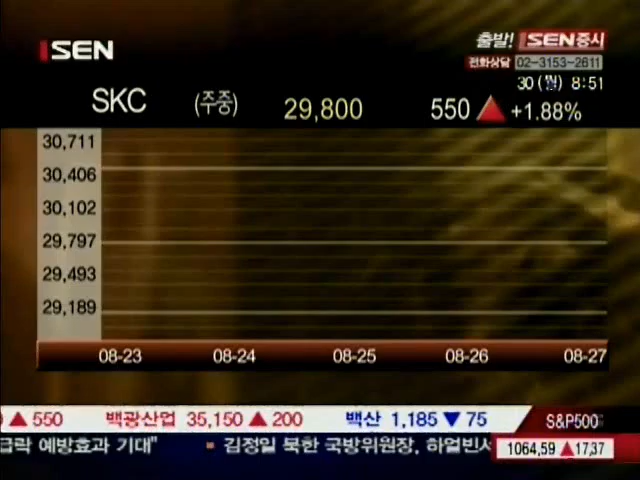 SEN
출발! SEN증시
전화상담 02-3153-2611
30 (월) 8:51
SKC (주중) 29,800 550 ▲ +1.88%
30,711
30,406
30,102
29,797
29,493
29,189
08-23 08-24 08-25 08-26 08-27
▲ 550 백광산업 35,150 ▲ 200 백산 1,185 ▼ 75
S&P500
급락 예방효과 기대" ▪ 김정일 북한 국방위원장, 하얼빈서
1064,59 ▲ 17,37